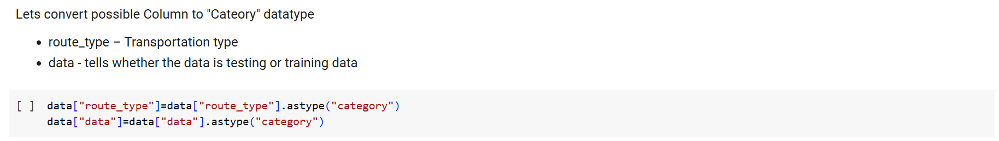 Lets convert possible Column to "Cateory" datatype
• route_type – Transportation type
• data - tells whether the data is testing or training data
[ ] data["route_type"]=data["route_type"].astype("category")
data["data"]=data["data"].astype("category")